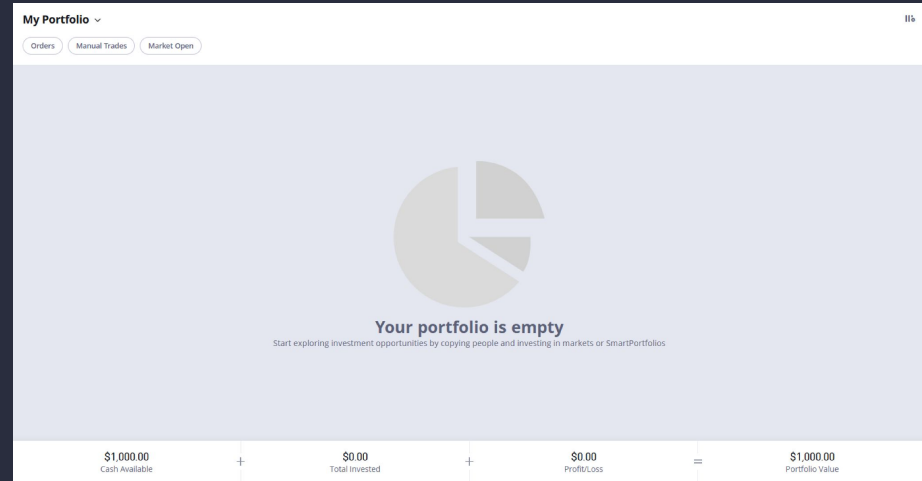 My Portfolio
Orders Manual Trades Market Open
Your portfolio is empty
Start exploring investment opportunities by copying people and investing in markets or SmartPortfolios
$1,000.00 + $0.00 + $0.00 = $1,000.00
Cash Available Total Invested Profit/Loss Portfolio Value